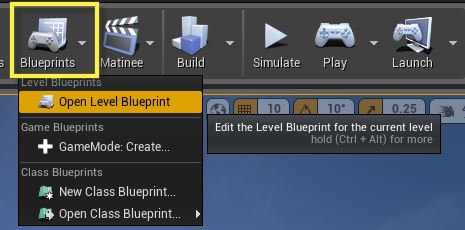 Blueprints
Matinee
Build
Simulate
Play
Launch
Level Blueprints
Open Level Blueprint
10
10°
0.25
Edit the Level Blueprint for the current level
hold (Ctrl + Alt) for more
Game Blueprints
GameMode: Create...
Class Blueprints
New Class Blueprint...
Open Class Blueprint...